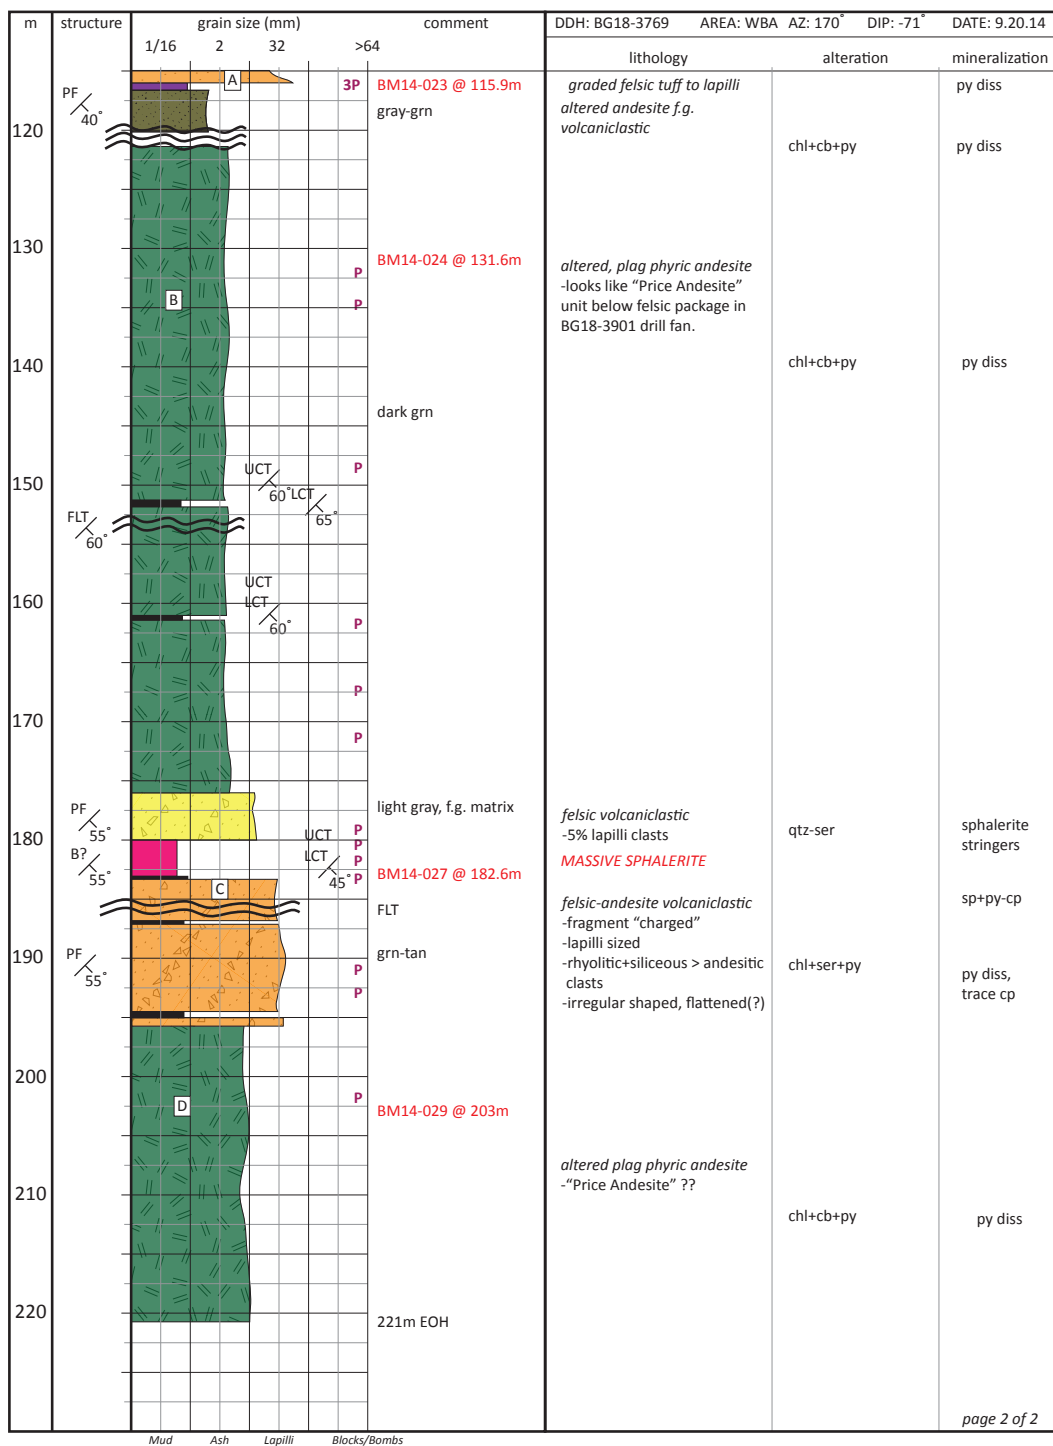 m structure grain size (mm) comment DDH: BG18-3769 AREA: WBA AZ: 170° DIP: -71° DATE: 9.20.14
1/16 2 32 >64 lithology alteration mineralization
A 3P BM14-023 @ 115.9m graded felsic tuff to lapilli py diss
PF 40° gray-grn altered andesite f.g.
volcaniclastic
120 chl+cb+py py diss
130 BM14-024 @ 131.6m altered, plag phyric andesite
P -looks like “Price Andesite”
B P unit below felsic package in
BG18-3901 drill fan.
140 chl+cb+py py diss
dark grn
UCT 60° P
150 LCT 65°
FLT 60°
UCT
160 LCT 60° P
P
170 P
PF 55° light gray, f.g. matrix felsic volcaniclastic
180 UCT P -5% lapilli clasts qtz-ser sphalerite
P stringers
B? 55° LCT 45° P MASSIVE SPHALERITE
P BM14-027 @ 182.6m
C sp+py-cp
FLT felsic-andesite volcaniclastic
-fragment “charged”
-lapilli sized
190 PF 55° P grn-tan -rhyolitic+siliceous > andesitic chl+ser+py
clasts py diss,
P -irregular shaped, flattened(?) trace cp
200 P
D BM14-029 @ 203m
altered plag phyric andesite
210 -“Price Andesite” ??
chl+cb+py py diss
220 221m EOH
page 2 of 2
Mud Ash Lapilli Blocks/Bombs